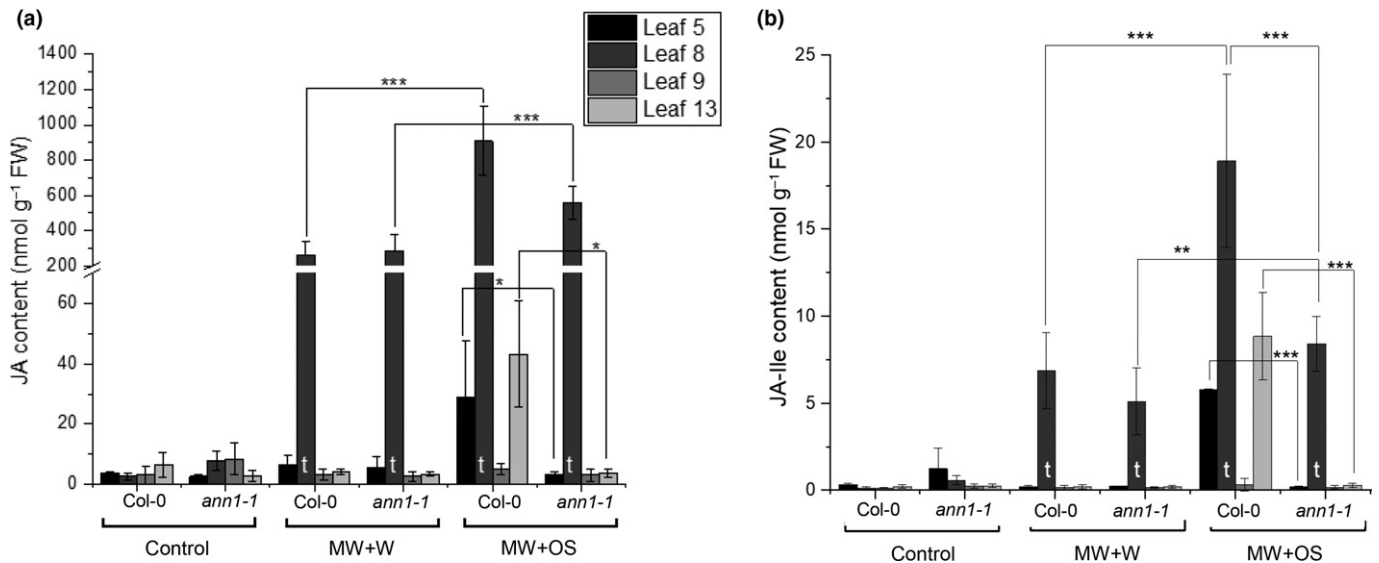 (a)
Leaf 5
Leaf 8
Leaf 9
Leaf 13
JA content (nmol g⁻¹ FW)
1400
1200
1000
800
600
400
200
60
40
20
0
***
***
*
*
t
t
t
t
Col-0
ann1-1
Col-0
ann1-1
Col-0
ann1-1
Control
MW+W
MW+OS
(b)
JA-Ile content (nmol g⁻¹ FW)
25
20
15
10
5
0
***
***
**
***
***
t
t
t
t
Col-0
ann1-1
Col-0
ann1-1
Col-0
ann1-1
Control
MW+W
MW+OS